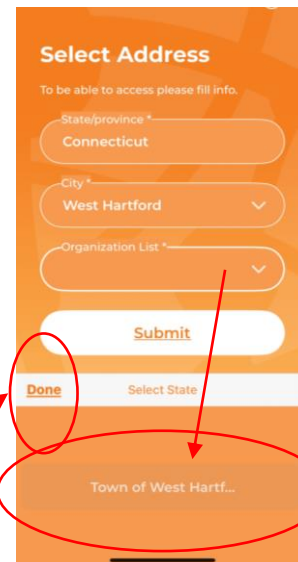 Select Address
To be able to access please fill info.
State/province *
Connecticut
City *
West Hartford
Organization List *
Submit
Done Select State
Town of West Hartf...